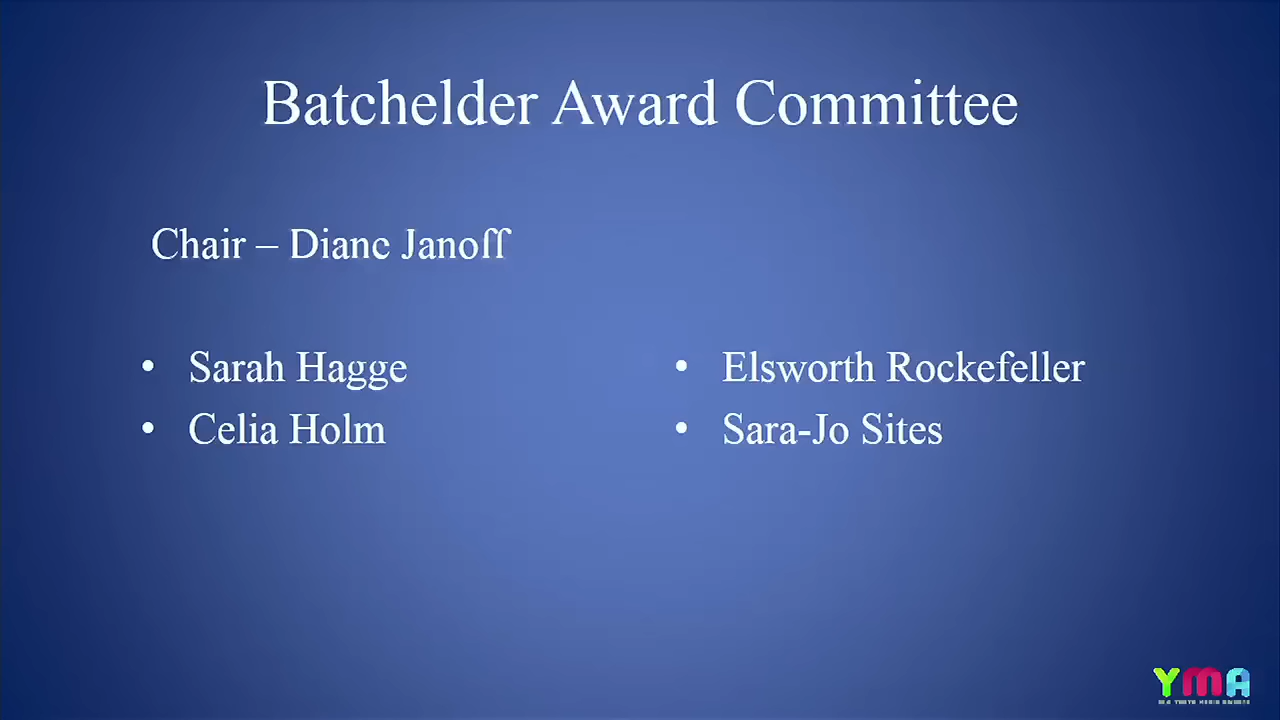 Batchelder Award Committee
Chair – Diane Janoff
• Sarah Hagge
• Celia Holm
• Elsworth Rockefeller
• Sara-Jo Sites
YMA